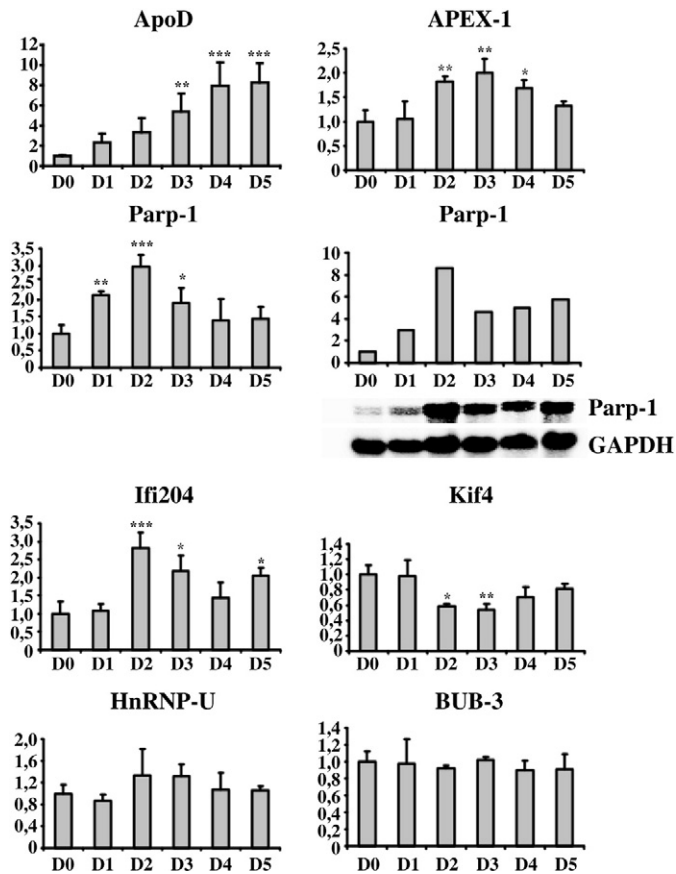 ApoD
12
10
8
6
4
2
0
** *** ***
D0 D1 D2 D3 D4 D5
APEX-1
2,5
2,0
1,5
1,0
0,5
0
** ** *
D0 D1 D2 D3 D4 D5
Parp-1
3,5
3,0
2,5
2,0
1,5
1,0
0,5
0
** *** *
D0 D1 D2 D3 D4 D5
Parp-1
10
8
6
4
2
0
D0 D1 D2 D3 D4 D5
Parp-1
GAPDH
Ifi204
3,5
3,0
2,5
2,0
1,5
1,0
0,5
0
*** * *
D0 D1 D2 D3 D4 D5
Kif4
1,4
1,2
1,0
0,8
0,6
0,4
0,2
0
* **
D0 D1 D2 D3 D4 D5
HnRNP-U
2,0
1,6
1,2
0,8
0,4
0
D0 D1 D2 D3 D4 D5
BUB-3
1,4
1,2
1,0
0,8
0,6
0,4
0,2
0
D0 D1 D2 D3 D4 D5